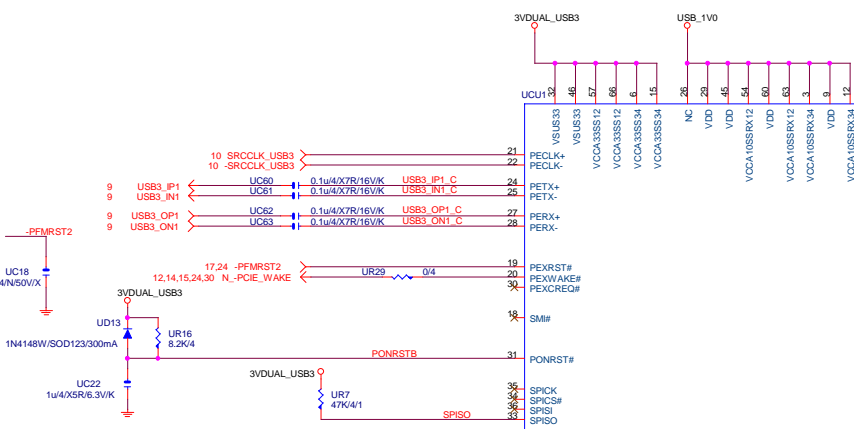 3VDUAL_USB3 USB_1V0
UCU1
32 46 57 66 6 15 26 29 45 54 60 63 3 9 12
VSUS33 VSUS33 VCCA33SS12 VCCA33SS12 VCCA33SS34 VCCA33SS34 NC VDD VDD VCCA10SSRX12 VDD VCCA10SSRX12 VCCA10SSRX34 VDD VCCA10SSRX34
10 SRCCLK_USB3 21 PECLK+
10 -SRCCLK_USB3 22 PECLK-
9 USB3_IP1 UC60 0.1u/4/X7R/16V/K USB3_IP1_C 24 PETX+
9 USB3_IN1 UC61 0.1u/4/X7R/16V/K USB3_IN1_C 25 PETX-
9 USB3_OP1 UC62 0.1u/4/X7R/16V/K USB3_OP1_C 27 PERX+
9 USB3_ON1 UC63 0.1u/4/X7R/16V/K USB3_ON1_C 28 PERX-
-PFMRST2
17,24 -PFMRST2 19 PEXRST#
12,14,15,24,30 N_-PCIE_WAKE UR29 0/4 20 PEXWAKE#
30 PEXCREQ#
UC18
4/N/50V/X
3VDUAL_USB3
18 SMI#
UD13
1N4148W/SOD123/300mA
UR16
8.2K/4
PONRSTB 31 PONRST#
3VDUAL_USB3
UC22
1u/4/X5R/6.3V/K
UR7
47K/4/1
35 SPICK
34 SPICS#
36 SPISI
SPISO 33 SPISO